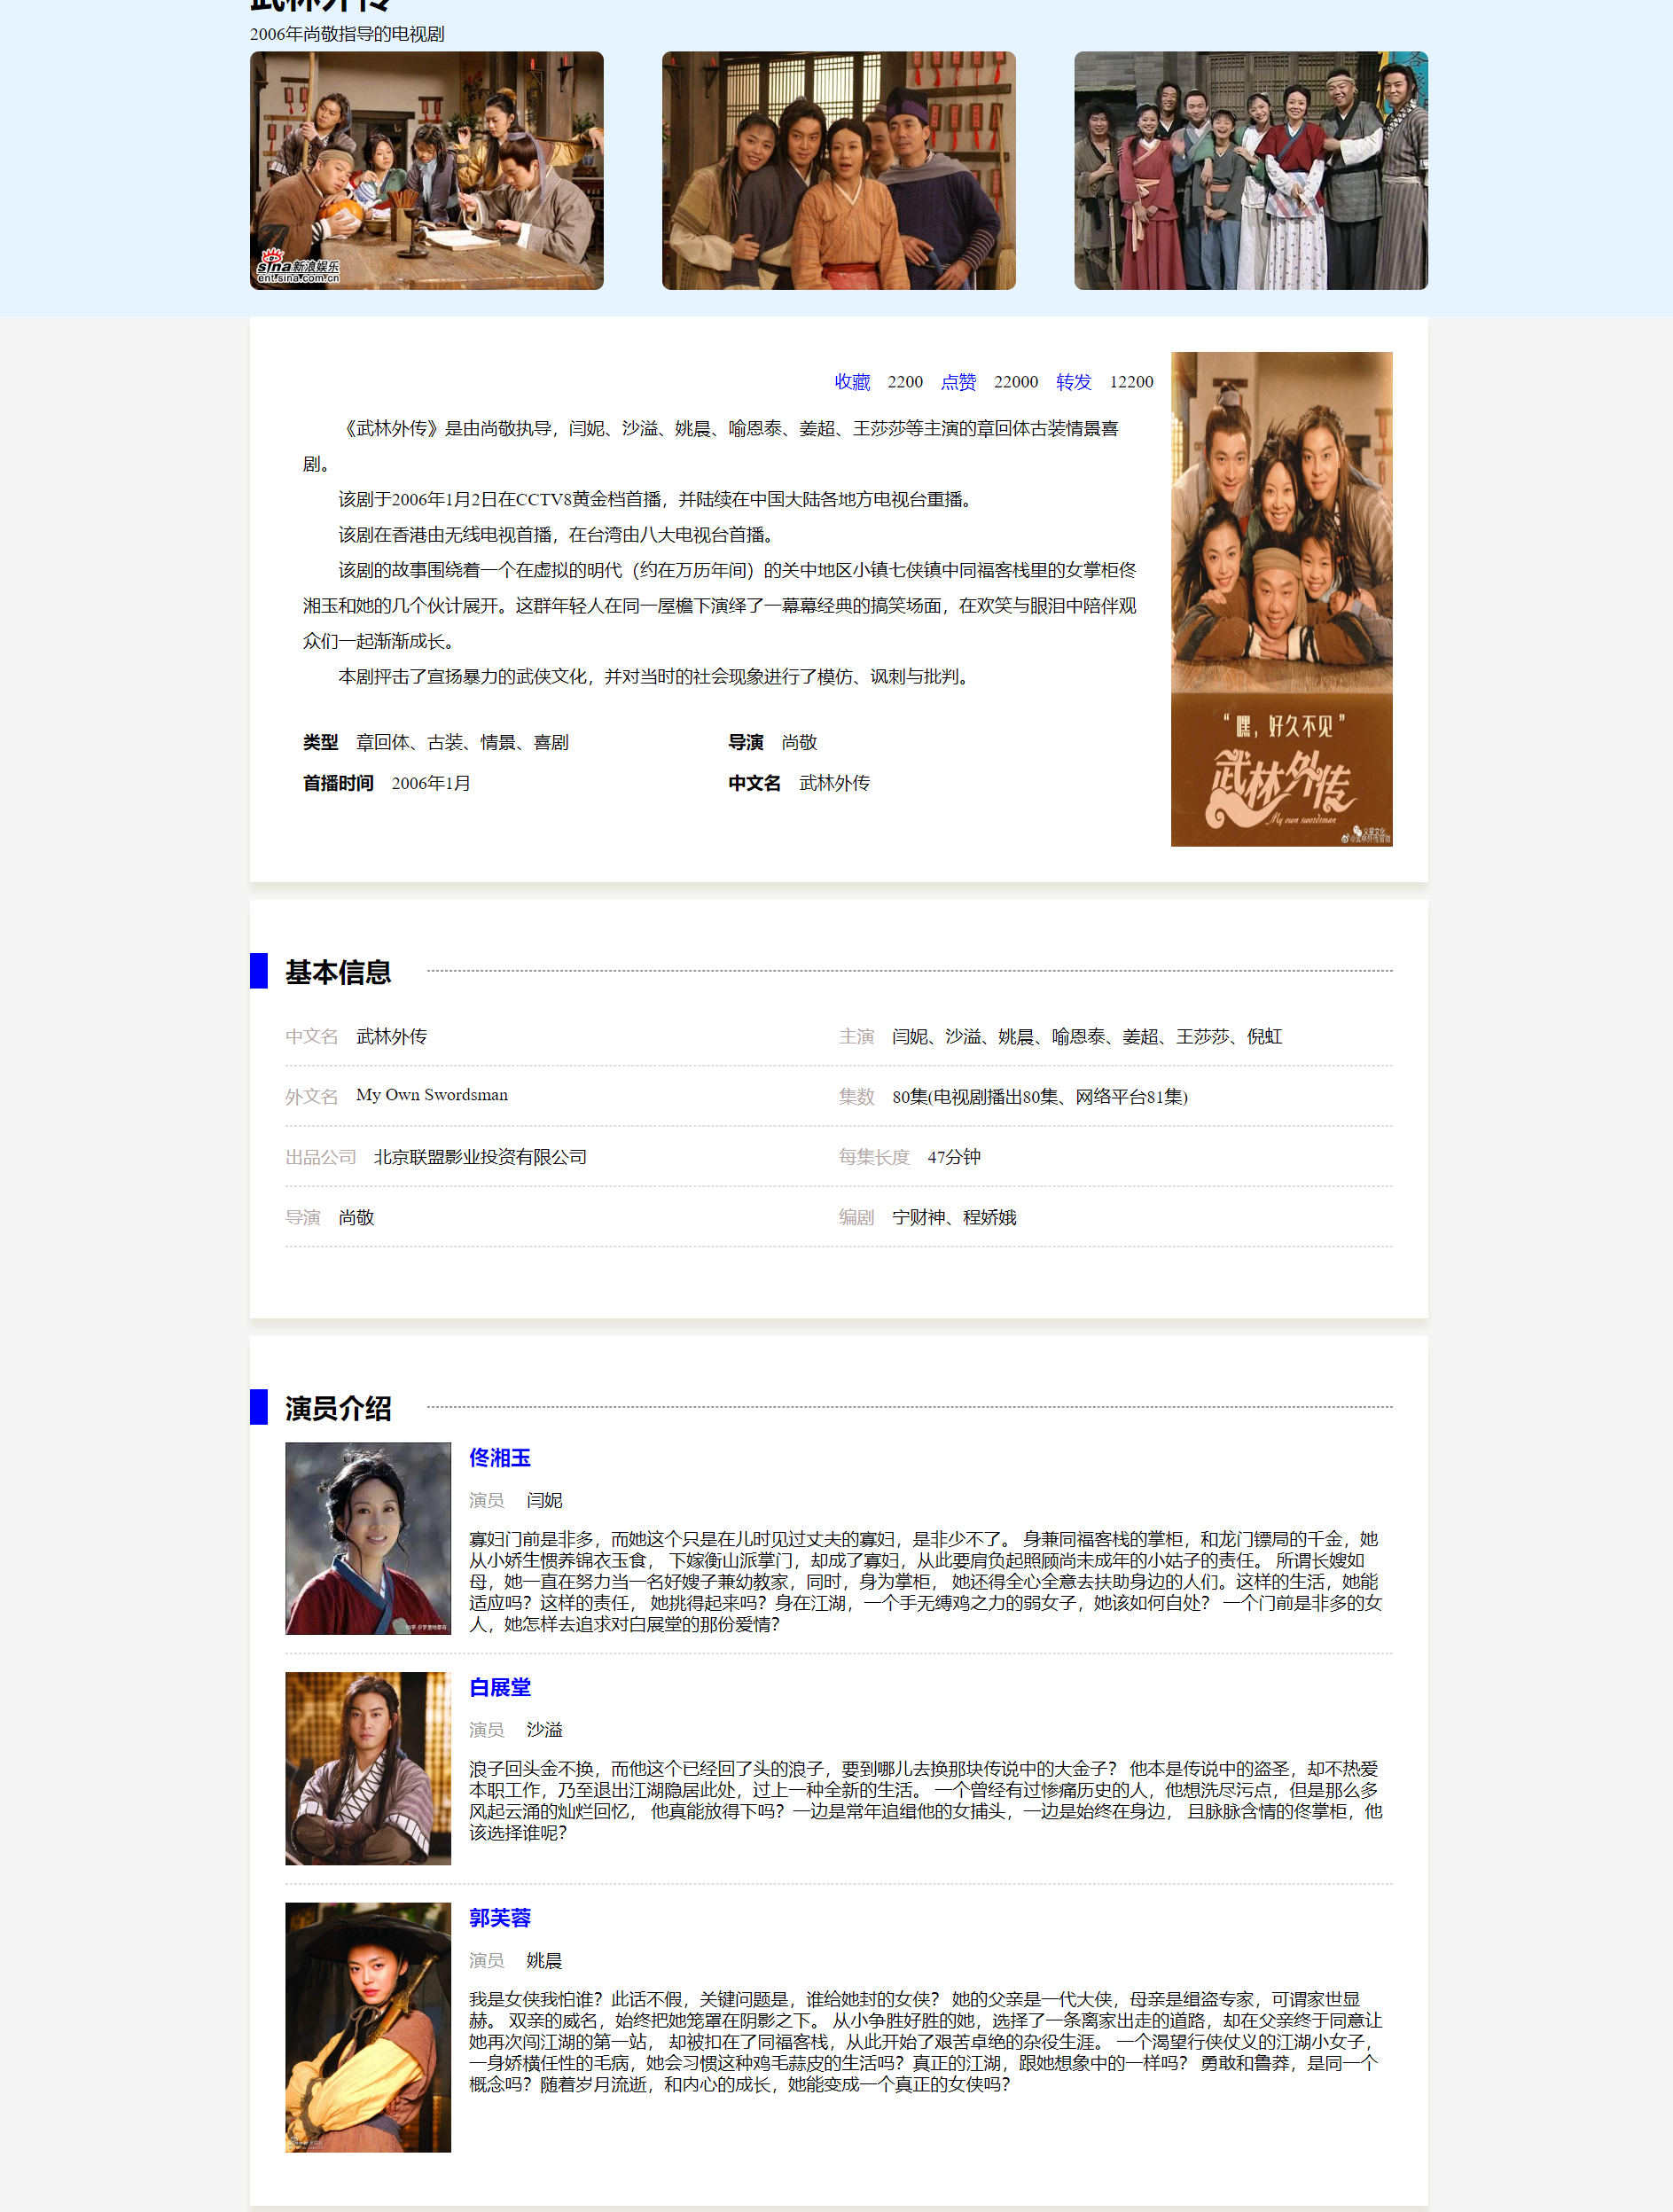 武林外传
2006年尚敬指导的电视剧
sina新浪娱乐
ent.sina.com.cn
收藏 2200 点赞 22000 转发 12200
《武林外传》是由尚敬执导，闫妮、沙溢、姚晨、喻恩泰、姜超、王莎莎等主演的章回体古装情景喜
剧。
该剧于2006年1月2日在CCTV8黄金档首播，并陆续在中国大陆各地方电视台重播。
该剧在香港由无线电视首播，在台湾由八大电视台首播。
该剧的故事围绕着一个在虚拟的明代（约在万历年间）的关中地区小镇七侠镇中同福客栈里的女掌柜佟
湘玉和她的几个伙计展开。这群年轻人在同一屋檐下演绎了一幕幕经典的搞笑场面，在欢笑与眼泪中陪伴观
众们一起渐渐成长。
本剧抨击了宣扬暴力的武侠文化，并对当时的社会现象进行了模仿、讽刺与批判。
类型 章回体、古装、情景、喜剧 导演 尚敬
首播时间 2006年1月 中文名 武林外传
“嘿，好久不见”
武林外传
My own swordsman
基本信息
中文名 武林外传 主演 闫妮、沙溢、姚晨、喻恩泰、姜超、王莎莎、倪虹
外文名 My Own Swordsman 集数 80集(电视剧播出80集、网络平台81集)
出品公司 北京联盟影业投资有限公司 每集长度 47分钟
导演 尚敬 编剧 宁财神、程娇娥
演员介绍
佟湘玉
演员 闫妮
寡妇门前是非多，而她这个只是在儿时见过丈夫的寡妇，是非少不了。 身兼同福客栈的掌柜，和龙门镖局的千金，她
从小娇生惯养锦衣玉食， 下嫁衡山派掌门，却成了寡妇，从此要肩负起照顾尚未成年的小姑子的责任。 所谓长嫂如
母，她一直在努力当一名好嫂子兼幼教家，同时，身为掌柜， 她还得全心全意去扶助身边的人们。这样的生活，她能
适应吗？这样的责任， 她挑得起来吗？身在江湖，一个手无缚鸡之力的弱女子，她该如何自处？ 一个门前是非多的女
人，她怎样去追求对白展堂的那份爱情？
白展堂
演员 沙溢
浪子回头金不换，而他这个已经回了头的浪子，要到哪儿去换那块传说中的大金子？ 他本是传说中的盗圣，却不热爱
本职工作，乃至退出江湖隐居此处，过上一种全新的生活。 一个曾经有过惨痛历史的人，他想洗尽污点，但是那么多
风起云涌的灿烂回忆， 他真能放得下吗？一边是常年追缉他的女捕头，一边是始终在身边， 且脉脉含情的佟掌柜，他
该选择谁呢？
郭芙蓉
演员 姚晨
我是女侠我怕谁？此话不假，关键问题是，谁给她封的女侠？ 她的父亲是一代大侠，母亲是缉盗专家，可谓家世显
赫。 双亲的威名，始终把她笼罩在阴影之下。 从小争胜好胜的她，选择了一条离家出走的道路，却在父亲终于同意让
她再次闯江湖的第一站， 却被扣在了同福客栈，从此开始了艰苦卓绝的杂役生涯。 一个渴望行侠仗义的江湖小女子，
一身娇横任性的毛病，她会习惯这种鸡毛蒜皮的生活吗？真正的江湖，跟她想象中的一样吗？ 勇敢和鲁莽，是同一个
概念吗？随着岁月流逝，和内心的成长，她能变成一个真正的女侠吗？